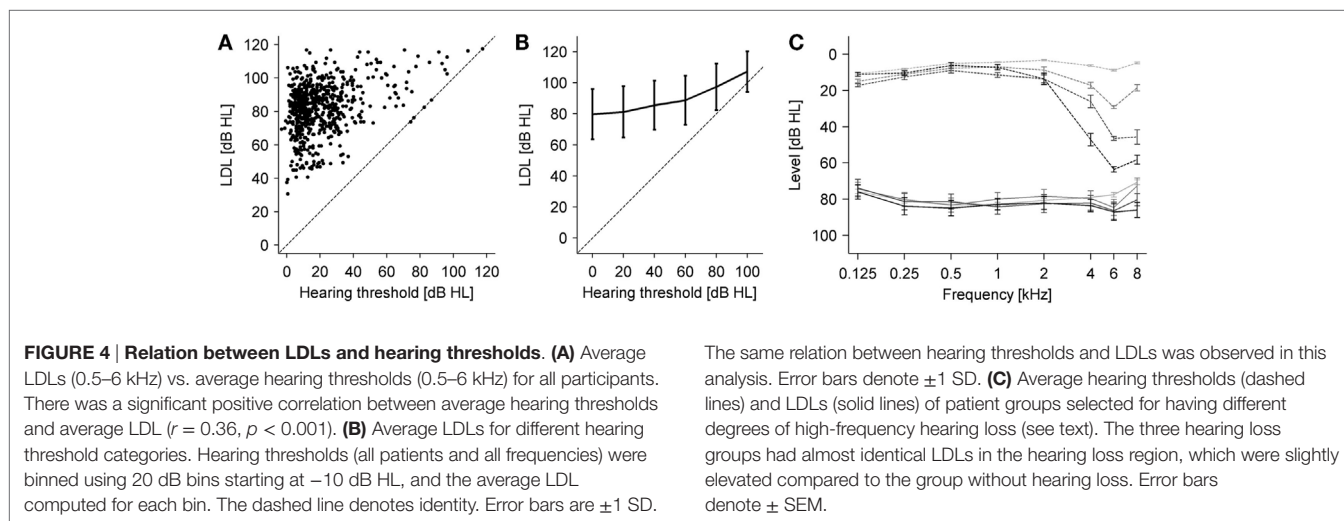 A
120
100
80
60
40
20
0
LDL [dB HL]
0 20 40 60 80 100 120
Hearing threshold [dB HL]
B
120
100
80
60
40
20
0
LDL [dB HL]
0 20 40 60 80 100
Hearing threshold [dB HL]
C
0
20
40
60
80
100
Level [dB HL]
0.125 0.25 0.5 1 2 4 6 8
Frequency [kHz]
FIGURE 4 | Relation between LDLs and hearing thresholds. (A) Average
LDLs (0.5–6 kHz) vs. average hearing thresholds (0.5–6 kHz) for all participants.
There was a significant positive correlation between average hearing thresholds
and average LDL (r = 0.36, p < 0.001). (B) Average LDLs for different hearing
threshold categories. Hearing thresholds (all patients and all frequencies) were
binned using 20 dB bins starting at −10 dB HL, and the average LDL
computed for each bin. The dashed line denotes identity. Error bars are ±1 SD.
The same relation between hearing thresholds and LDLs was observed in this
analysis. Error bars denote ±1 SD. (C) Average hearing thresholds (dashed
lines) and LDLs (solid lines) of patient groups selected for having different
degrees of high-frequency hearing loss (see text). The three hearing loss
groups had almost identical LDLs in the hearing loss region, which were slightly
elevated compared to the group without hearing loss. Error bars
denote ± SEM.